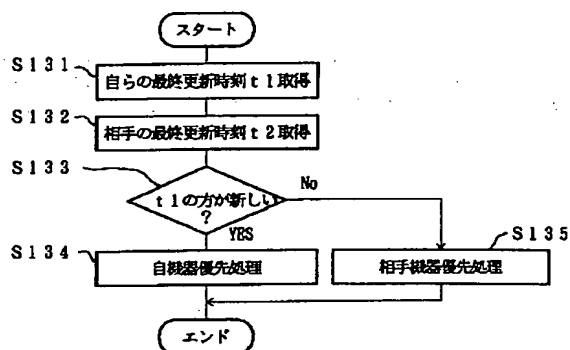 スタート
S131
自らの最終更新時刻t1取得
S132
相手の最終更新時刻t2取得
S133
t1の方が新しい
?
No
YES
S134
自機器優先処理
S135
相手機器優先処理
エンド